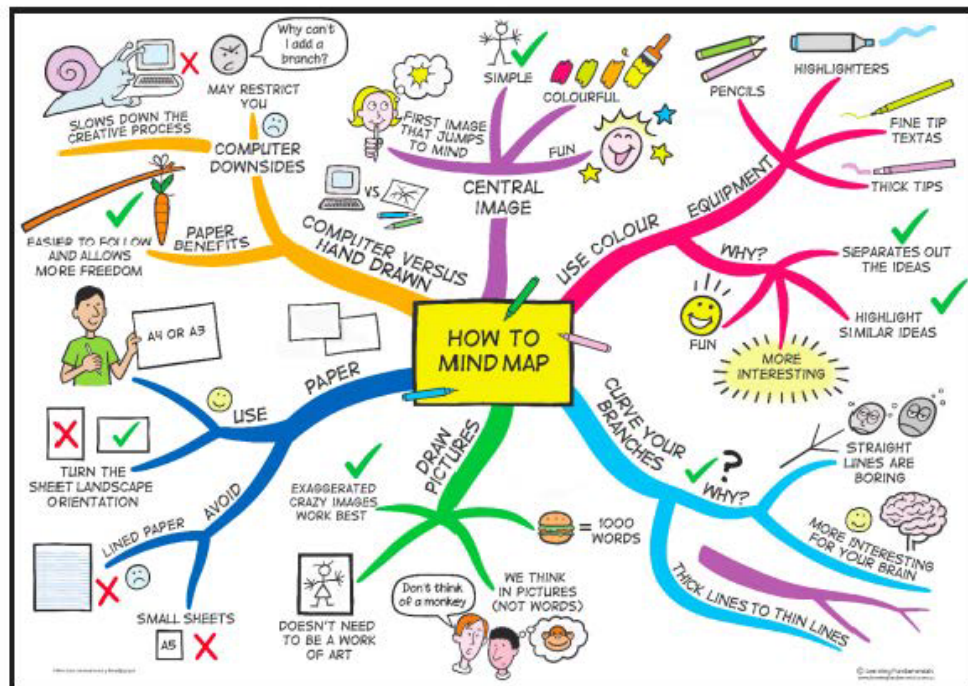 HOW TO
MIND MAP
CENTRAL
IMAGE
FIRST IMAGE
THAT JUMPS
TO MIND
SIMPLE
COLOURFUL
FUN
USE COLOUR
EQUIPMENT
PENCILS
HIGHLIGHTERS
FINE TIP
TEXTAS
THICK TIPS
WHY?
SEPARATES OUT
THE IDEAS
HIGHLIGHT
SIMILAR IDEAS
MORE
INTERESTING
FUN
CURVE YOUR
BRANCHES
?
WHY?
STRAIGHT
LINES ARE
BORING
MORE INTERESTING
FOR YOUR
BRAIN
THICK LINES TO THIN LINES
DRAW
PICTURES
= 1000
WORDS
WE THINK
IN PICTURES
(NOT WORDS)
Don't think
of a monkey
DOESN'T NEED
TO BE A WORK
OF ART
EXAGGERATED
CRAZY IMAGES
WORK BEST
PAPER
USE
A4 OR A3
TURN THE
SHEET LANDSCAPE
ORIENTATION
AVOID
LINED PAPER
SMALL SHEETS
A5
COMPUTER VERSUS
HAND DRAWN
VS
PAPER
BENEFITS
EASIER TO FOLLOW
AND ALLOWS
MORE FREEDOM
COMPUTER
DOWNSIDES
SLOWS DOWN THE
CREATIVE PROCESS
MAY RESTRICT
YOU
Why can't
I add a
branch?
© Learning Fundamentals